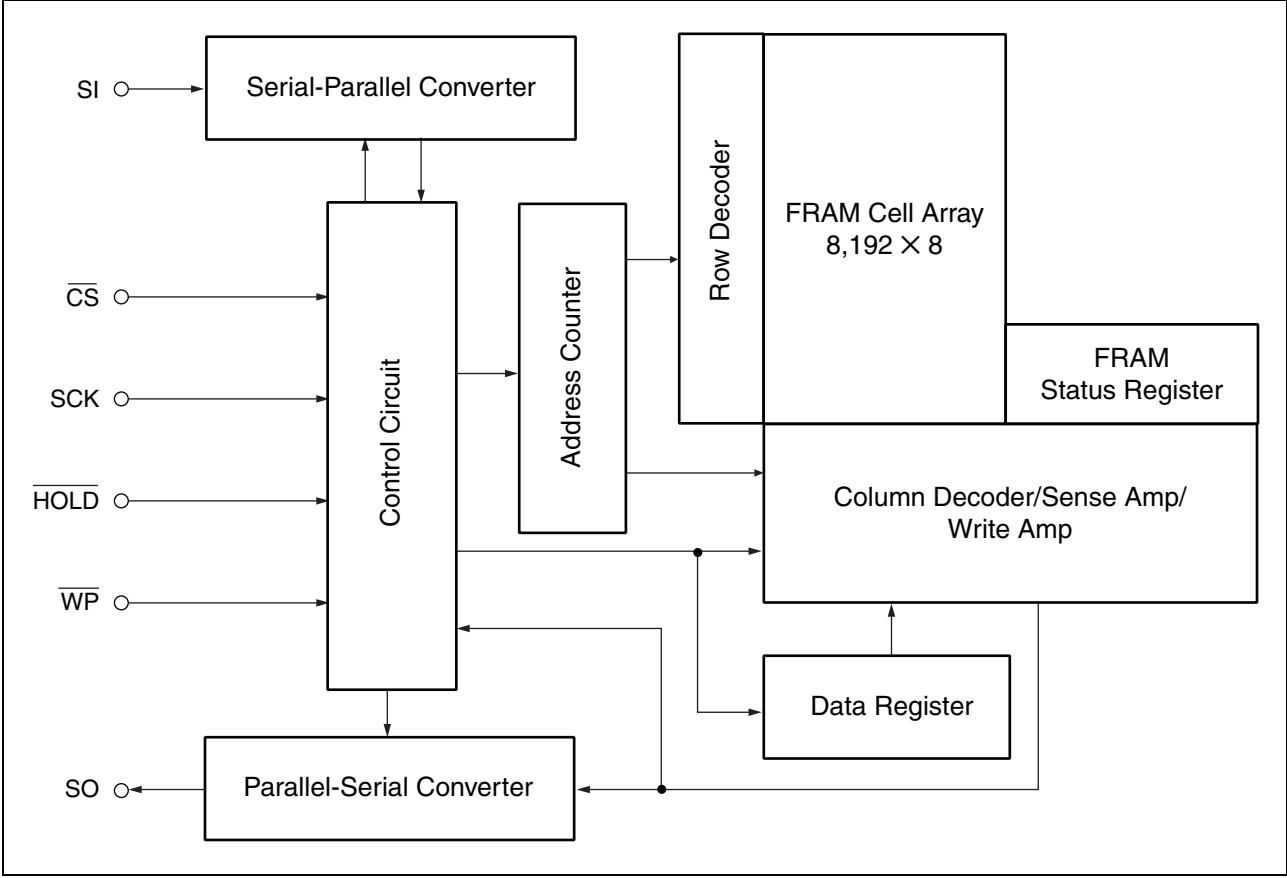 SI
Serial-Parallel Converter
CS
SCK
HOLD
WP
SO
Control Circuit
Address Counter
Row Decoder
FRAM Cell Array
8,192 × 8
FRAM
Status Register
Column Decoder/Sense Amp/
Write Amp
Data Register
Parallel-Serial Converter